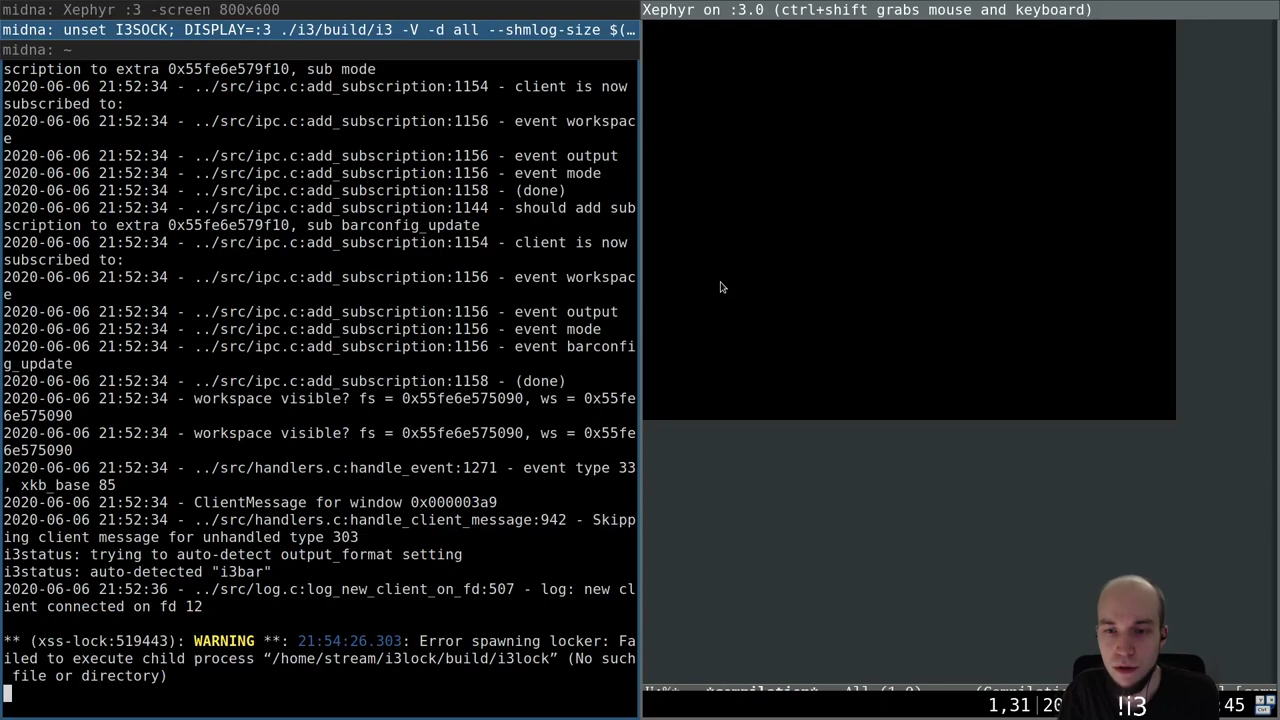 midna: Xephyr :3 -screen 800x600
midna: unset I3SOCK; DISPLAY=:3 ./i3/build/i3 -V -d all --shmlog-size $(…
midna: ~
scription to extra 0x55fe6e579f10, sub mode
2020-06-06 21:52:34 - ../src/ipc.c:add_subscription:1154 - client is now
subscribed to:
2020-06-06 21:52:34 - ../src/ipc.c:add_subscription:1156 - event workspac
e
2020-06-06 21:52:34 - ../src/ipc.c:add_subscription:1156 - event output
2020-06-06 21:52:34 - ../src/ipc.c:add_subscription:1156 - event mode
2020-06-06 21:52:34 - ../src/ipc.c:add_subscription:1158 - (done)
2020-06-06 21:52:34 - ../src/ipc.c:add_subscription:1144 - should add sub
scription to extra 0x55fe6e579f10, sub barconfig_update
2020-06-06 21:52:34 - ../src/ipc.c:add_subscription:1154 - client is now
subscribed to:
2020-06-06 21:52:34 - ../src/ipc.c:add_subscription:1156 - event workspac
e
2020-06-06 21:52:34 - ../src/ipc.c:add_subscription:1156 - event output
2020-06-06 21:52:34 - ../src/ipc.c:add_subscription:1156 - event mode
2020-06-06 21:52:34 - ../src/ipc.c:add_subscription:1156 - event barconfi
g_update
2020-06-06 21:52:34 - ../src/ipc.c:add_subscription:1158 - (done)
2020-06-06 21:52:34 - workspace visible? fs = 0x55fe6e575090, ws = 0x55fe
6e575090
2020-06-06 21:52:34 - workspace visible? fs = 0x55fe6e575090, ws = 0x55fe
6e575090
2020-06-06 21:52:34 - ../src/handlers.c:handle_event:1271 - event type 33
, xkb_base 85
2020-06-06 21:52:34 - ClientMessage for window 0x000003a9
2020-06-06 21:52:34 - ../src/handlers.c:handle_client_message:942 - Skipp
ing client message for unhandled type 303
i3status: trying to auto-detect output_format setting
i3status: auto-detected "i3bar"
2020-06-06 21:52:36 - ../src/log.c:log_new_client_on_fd:507 - log: new cl
ient connected on fd 12
** (xss-lock:519443): WARNING **: 21:54:26.303: Error spawning locker: Fa
iled to execute child process “/home/stream/i3lock/build/i3lock” (No such
file or directory)
Xephyr on :3.0 (ctrl+shift grabs mouse and keyboard)
1,31|20
!i3
45